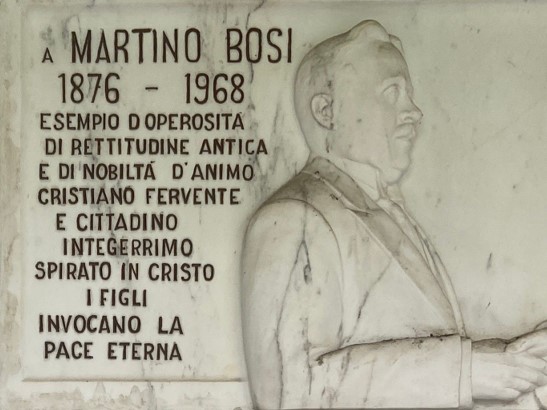 A MARTINO BOSI
1876 - 1968
ESEMPIO D'OPEROSITA
DI RETTITUDINE ANTICA
E DI NOBILTÁ D'ANIMO
CRISTIANO FERVENTE
E CITTADINO
INTEGERRIMO
SPIRATO IN CRISTO
I FIGLI
INVOCANO LA
PACE ETERNA